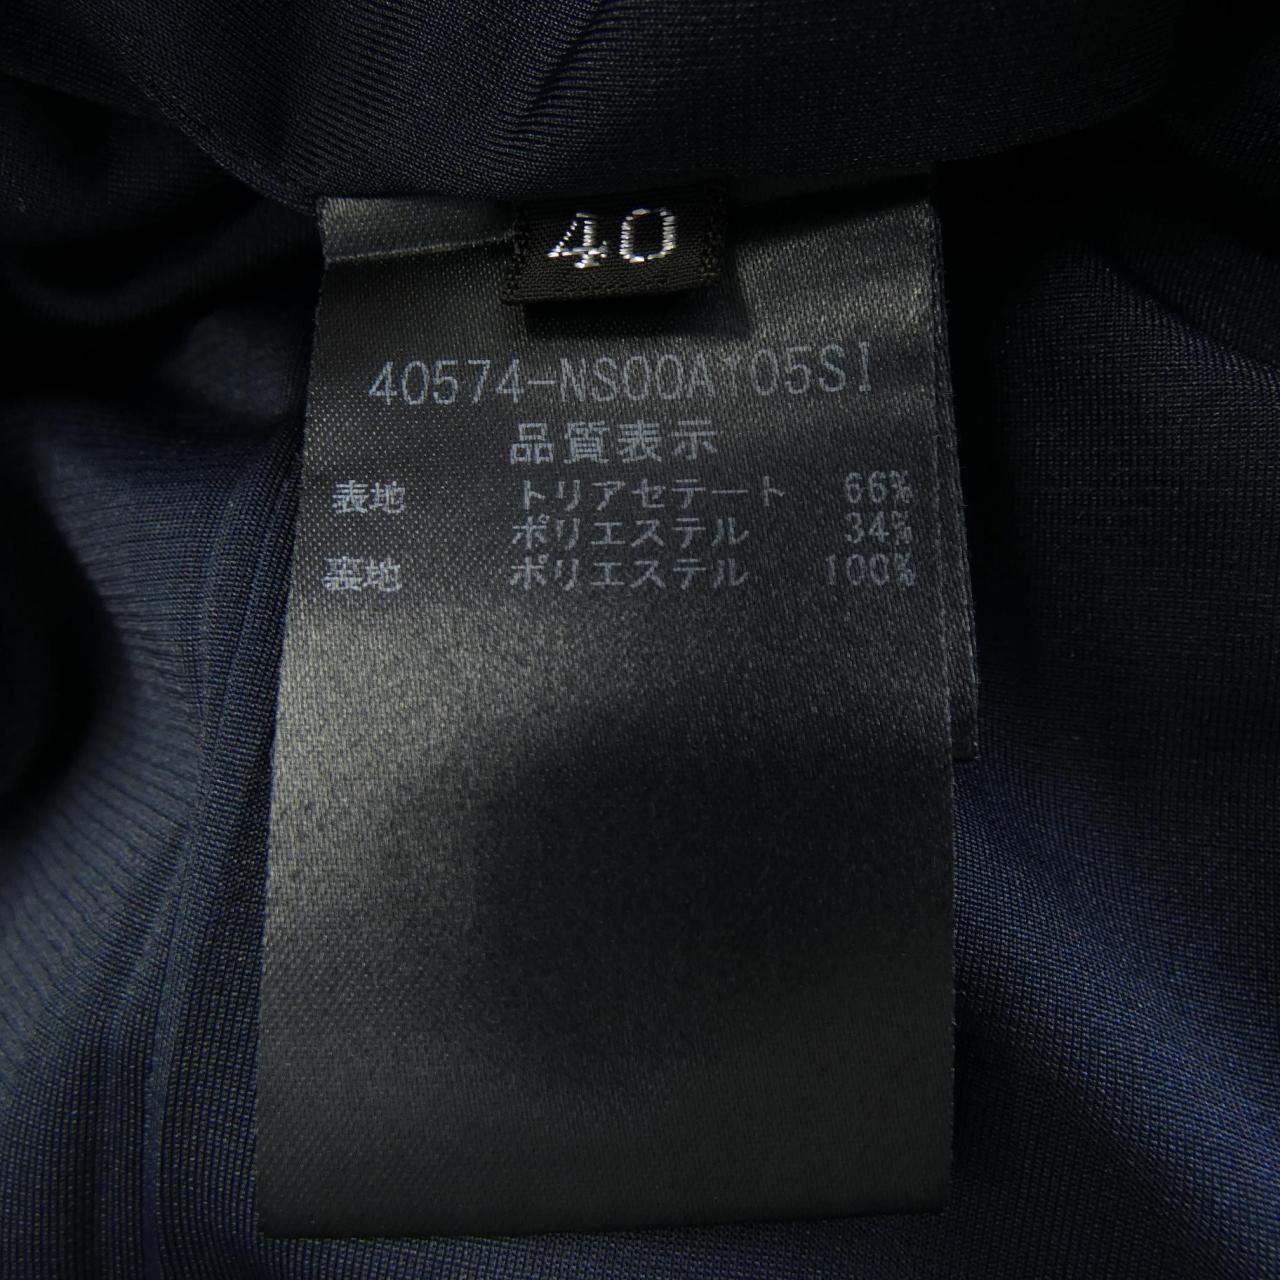 40
40574-NS00A105SI
品質表示
表地 トリアセテート 66%
ポリエステル 34%
裏地 ポリエステル 100%